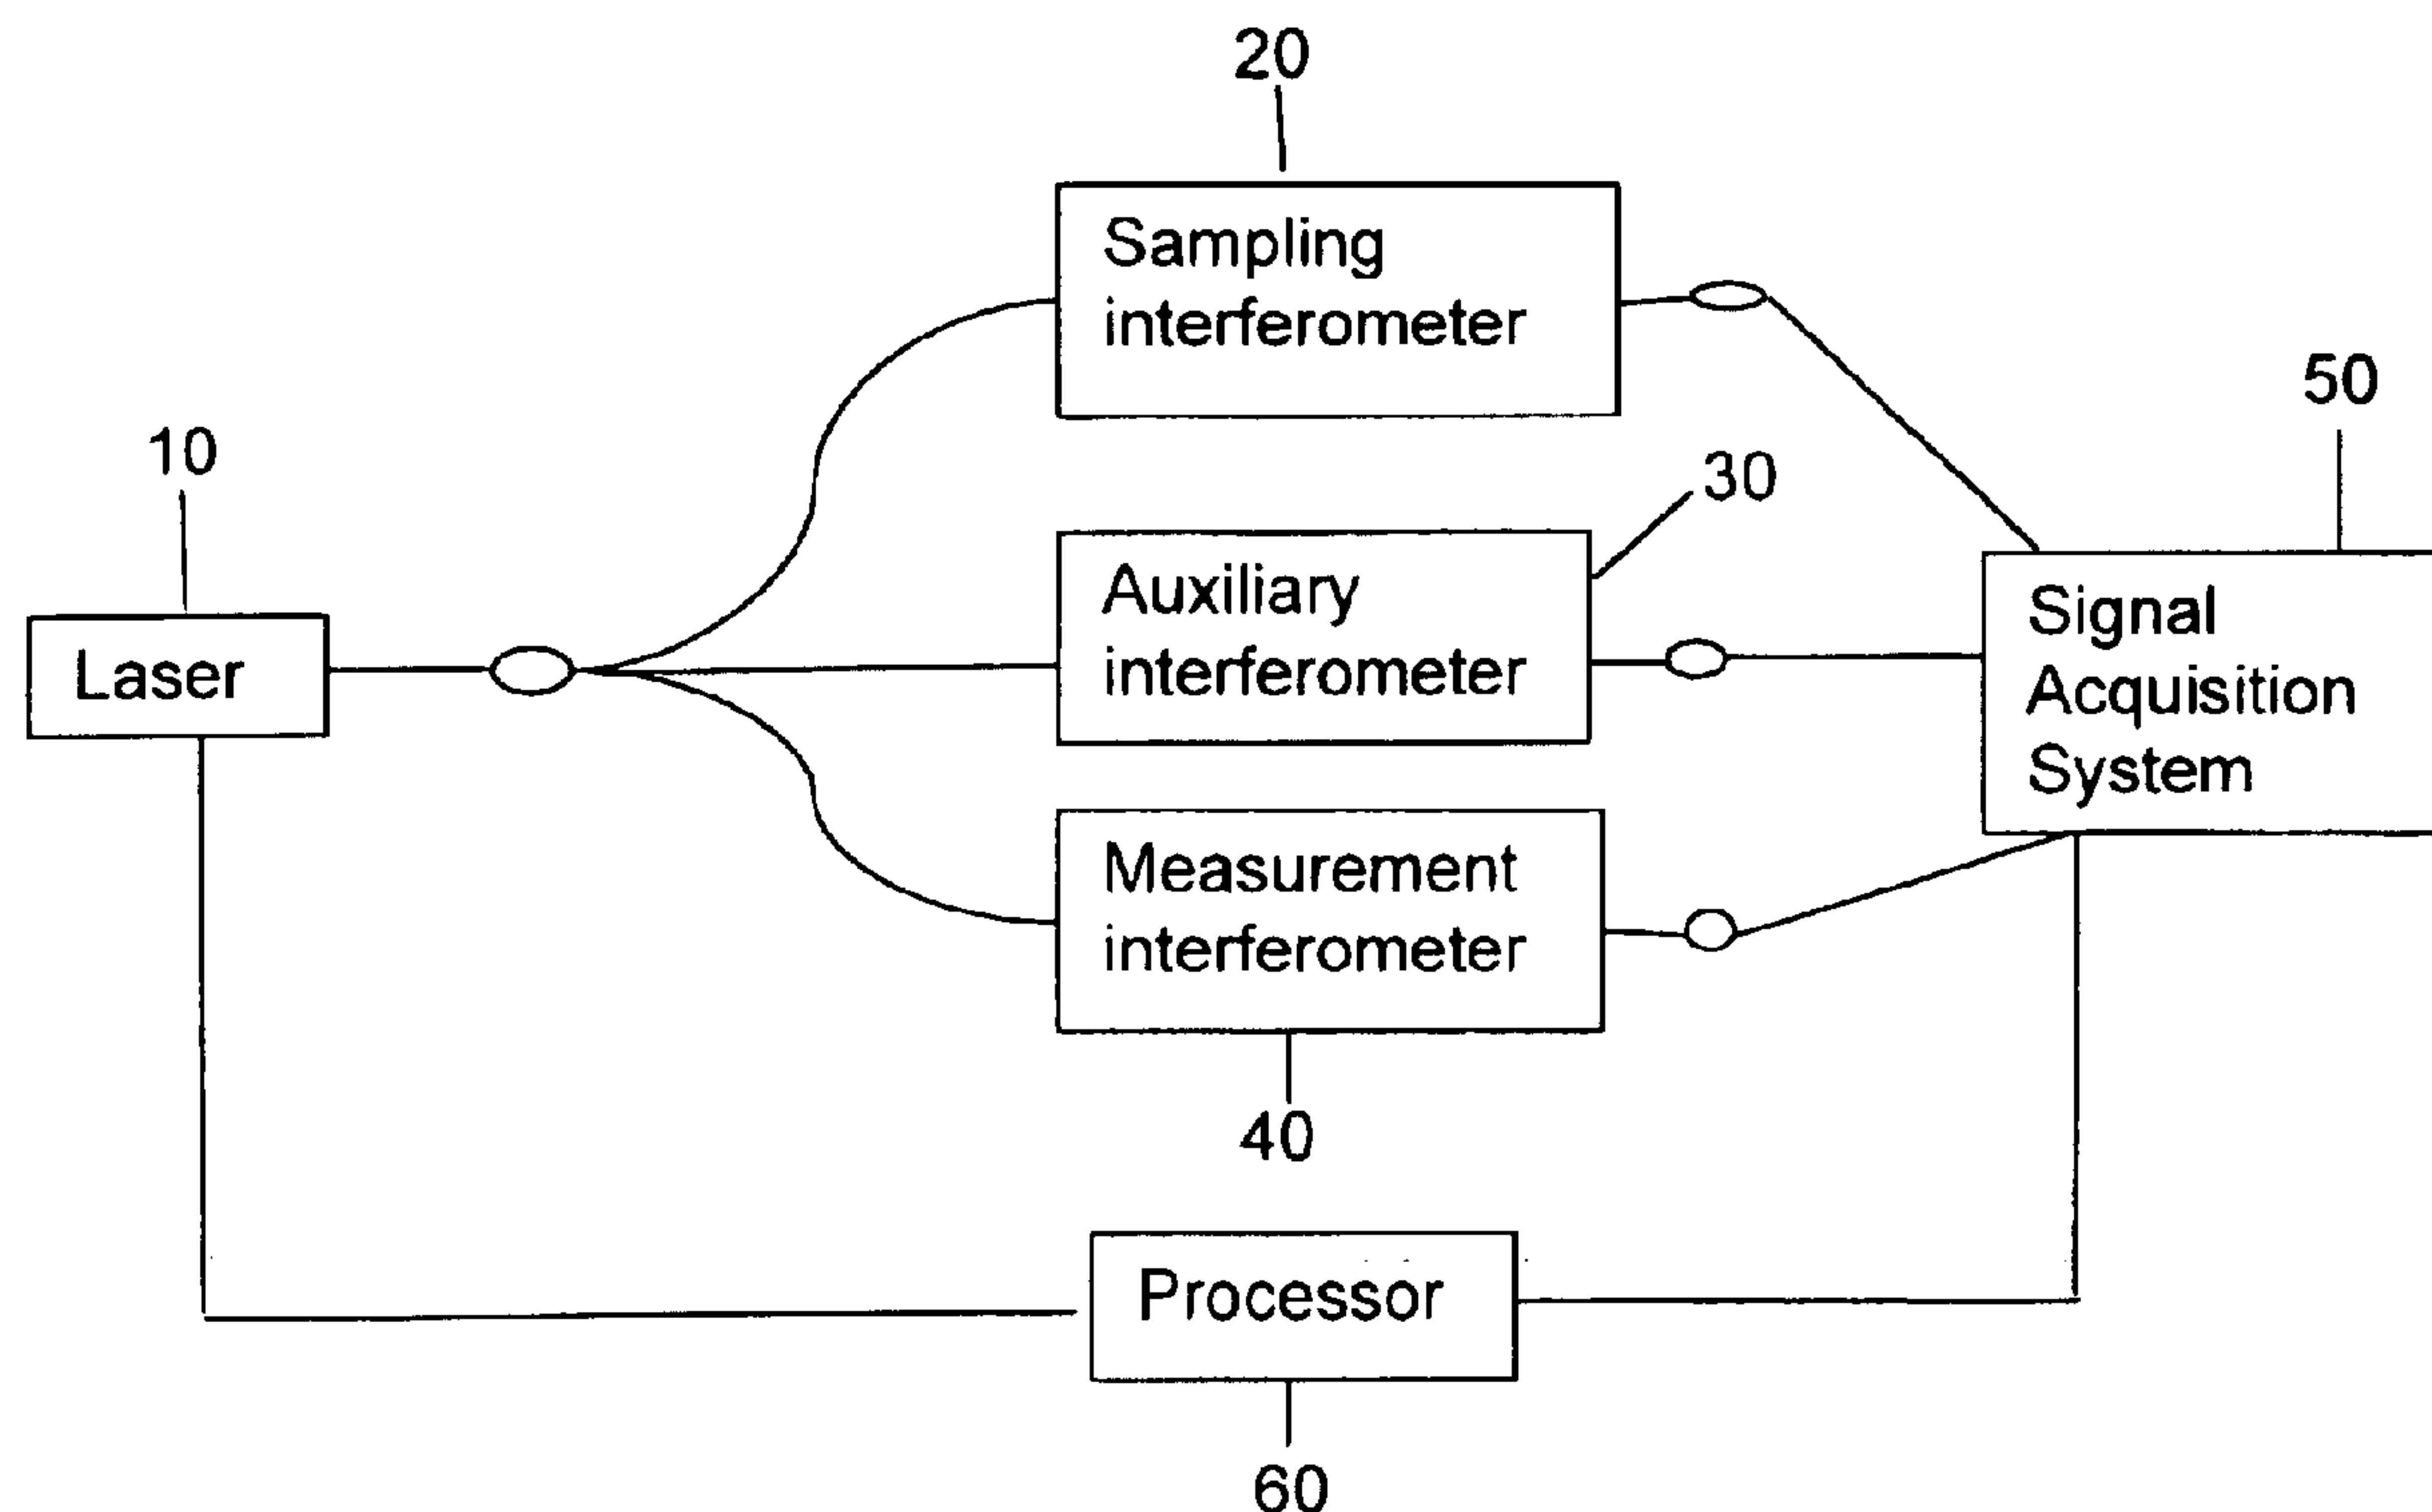 20
Sampling
interferometer
50
10
30
Auxiliary
interferometer
Laser
Signal
Acquisition
System
Measurement
interferometer
40
Processor
60